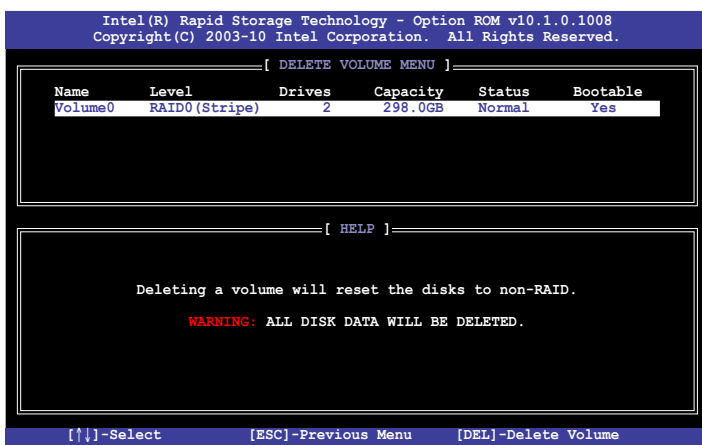 Intel(R) Rapid Storage Technology - Option ROM v10.1.0.1008
Copyright(C) 2003-10 Intel Corporation. All Rights Reserved.
[ DELETE VOLUME MENU ]
Name Level Drives Capacity Status Bootable
Volume0 RAID0(Stripe) 2 298.0GB Normal Yes
[ HELP ]
Deleting a volume will reset the disks to non-RAID.
WARNING: ALL DISK DATA WILL BE DELETED.
[↑↓]-Select [ESC]-Previous Menu [DEL]-Delete Volume